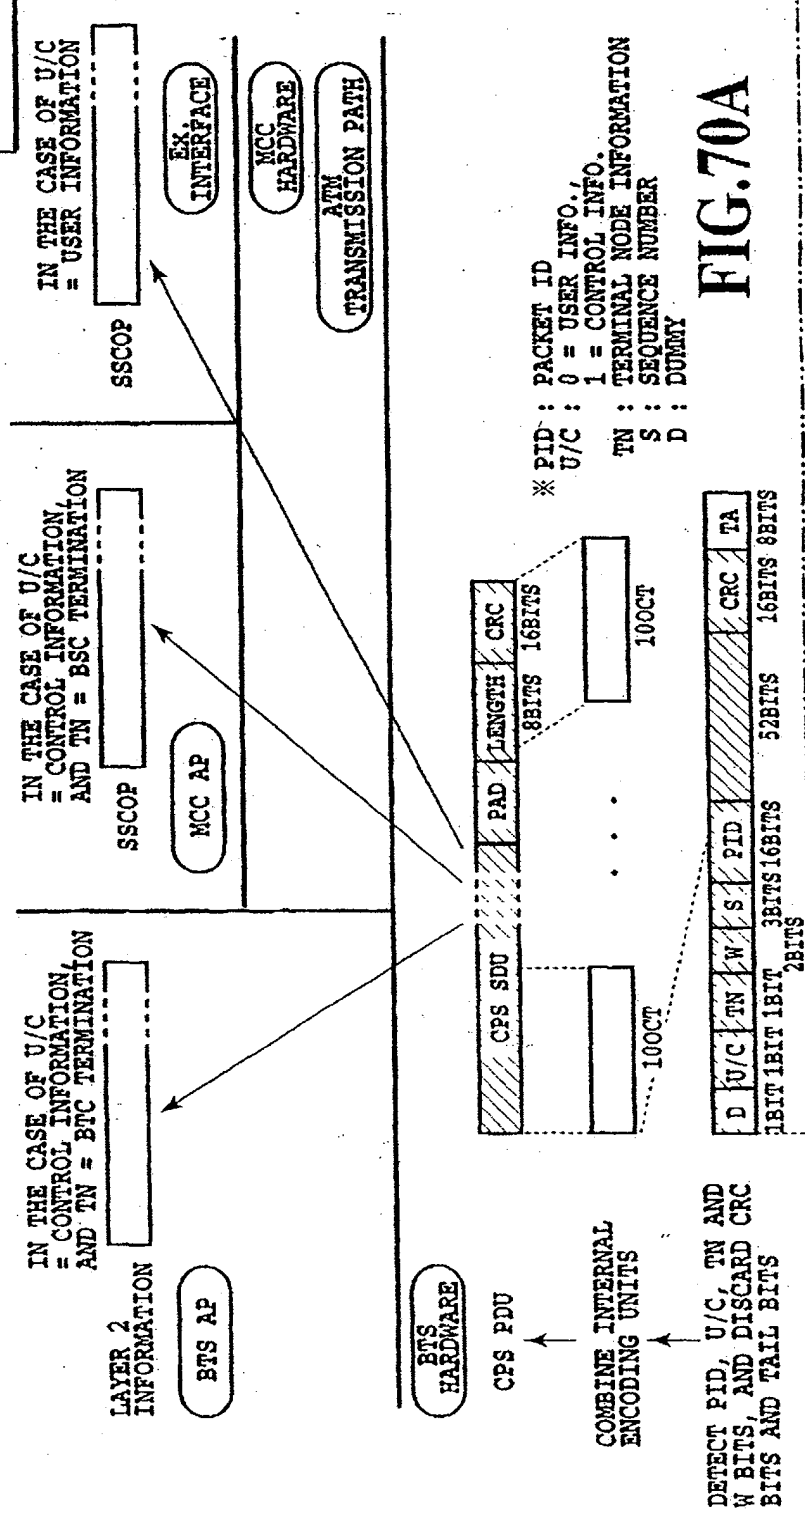 IN THE CASE OF U/C
= CONTROL INFORMATION,
AND TN = BTC TERMINATION
LAYER 2
INFORMATION
BTS AP
IN THE CASE OF U/C
= CONTROL INFORMATION,
AND TN = BSC TERMINATION
SSCOP
MCC AP
IN THE CASE OF U/C
= USER INFORMATION
SSCOP
EX.
INTERFACE
MCC
HARDWARE
ATM
TRANSMISSION PATH
BTS
HARDWARE
CPS PDU
CPS SDU
PAD
LENGTH
CRC
8BITS
16BITS
COMBINE INTERNAL
ENCODING UNITS
10OCT
. . .
10OCT
DETECT PID, U/C, TN AND
W BITS, AND DISCARD CRC
BITS AND TAIL BITS
D U/C TN W S PID CRC TA
1BIT 1BIT 1BIT 3BITS 16BITS 52BITS 16BITS 8BITS
2BITS
※ PID : PACKET ID
U/C : 0 = USER INFO.,
1 = CONTROL INFO.
TN : TERMINAL NODE INFORMATION
S : SEQUENCE NUMBER
D : DUMMY
FIG.70A